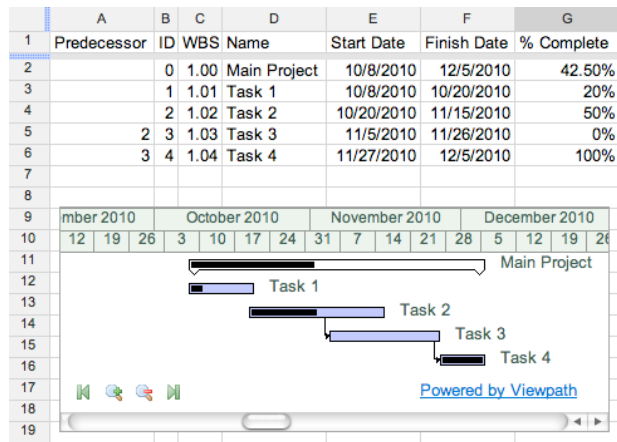 A B C D E F G
1 Predecessor ID WBS Name Start Date Finish Date % Complete
2 0 1.00 Main Project 10/8/2010 12/5/2010 42.50%
3 1 1.01 Task 1 10/8/2010 10/20/2010 20%
4 2 1.02 Task 2 10/20/2010 11/15/2010 50%
5 2 3 1.03 Task 3 11/5/2010 11/26/2010 0%
6 3 4 1.04 Task 4 11/27/2010 12/5/2010 100%
7
8
9 mber 2010 October 2010 November 2010 December 2010
10 12 19 26 3 10 17 24 31 7 14 21 28 5 12 19 26
11 Main Project
12 Task 1
13 Task 2
14
15 Task 3
16 Task 4
17 Powered by Viewpath
18
19